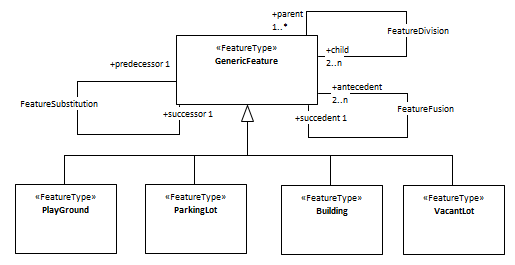 +parent
1..*
FeatureDivision
«FeatureType»
GenericFeature
+child
2..n
+predecessor 1
+antecedent
2..n
FeatureSubstitution
FeatureFusion
+successor 1
+succedent 1
«FeatureType»
PlayGround
«FeatureType»
ParkingLot
«FeatureType»
Building
«FeatureType»
VacantLot